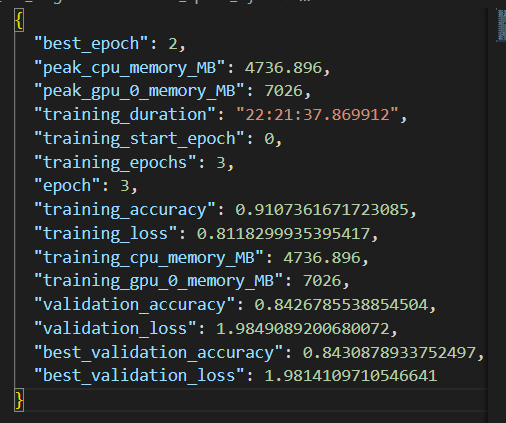 {
"best_epoch": 2,
"peak_cpu_memory_MB": 4736.896,
"peak_gpu_0_memory_MB": 7026,
"training_duration": "22:21:37.869912",
"training_start_epoch": 0,
"training_epochs": 3,
"epoch": 3,
"training_accuracy": 0.9107361671723085,
"training_loss": 0.8118299935395417,
"training_cpu_memory_MB": 4736.896,
"training_gpu_0_memory_MB": 7026,
"validation_accuracy": 0.8426785538854504,
"validation_loss": 1.9849089200680072,
"best_validation_accuracy": 0.8430878933752497,
"best_validation_loss": 1.9814109710546641
}